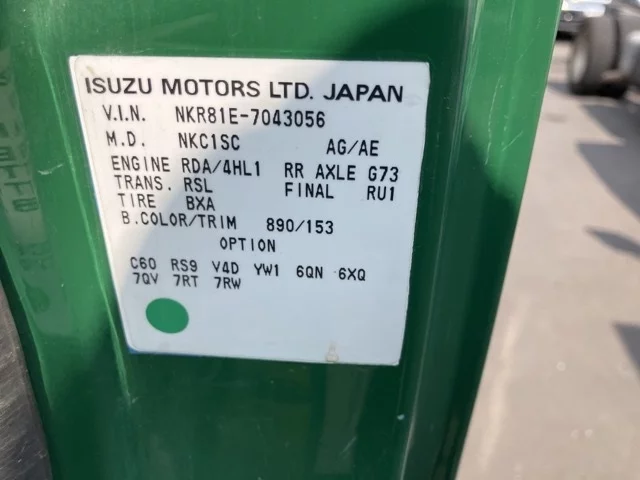 ISUZU MOTORS LTD. JAPAN
V.I.N. NKR81E-7043056
M.D. NKC1SC AG/AE
ENGINE RDA/4HL1 RR AXLE G73
TRANS. RSL FINAL RU1
TIRE BXA
B.COLOR/TRIM 890/153
OPTION
C60 RS9 V4D YW1 6QN 6XQ
7QV 7RT 7RW